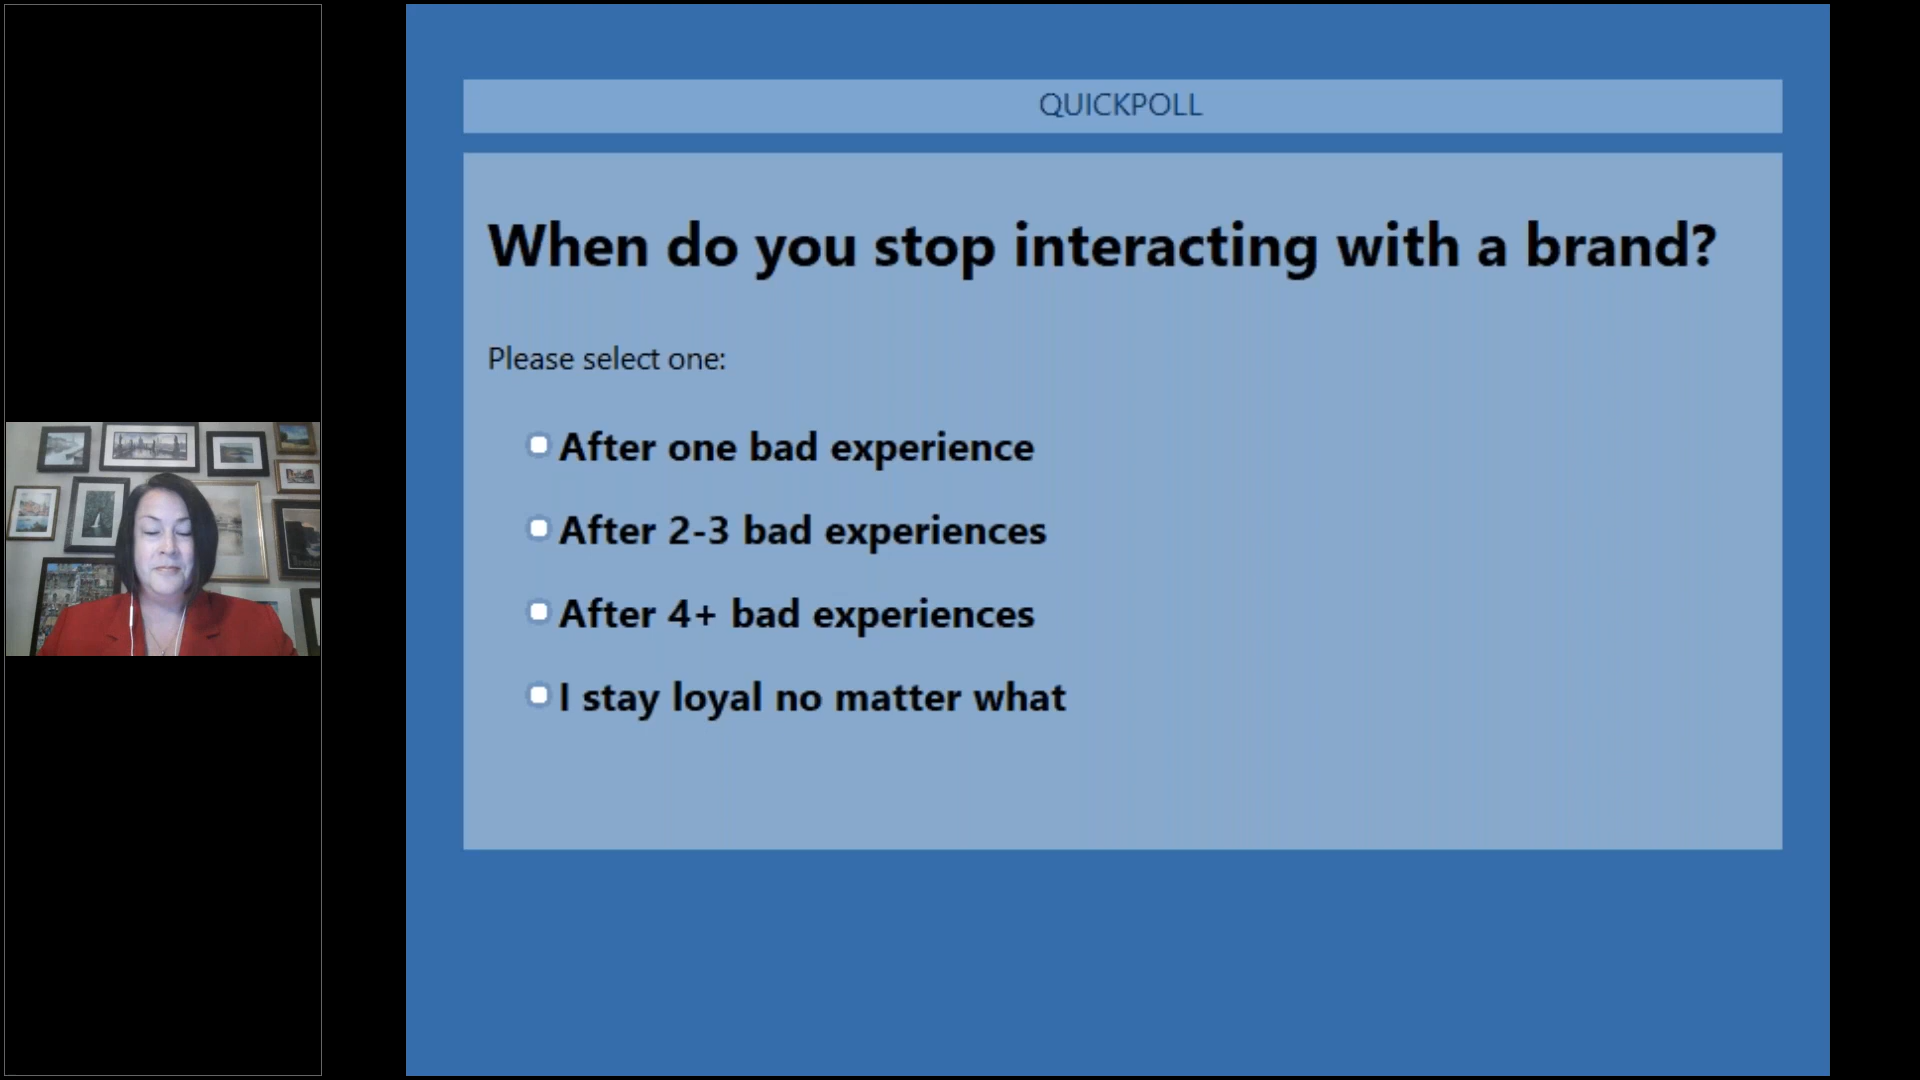 QUICKPOLL
When do you stop interacting with a brand?
Please select one:
After one bad experience
After 2-3 bad experiences
After 4+ bad experiences
I stay loyal no matter what